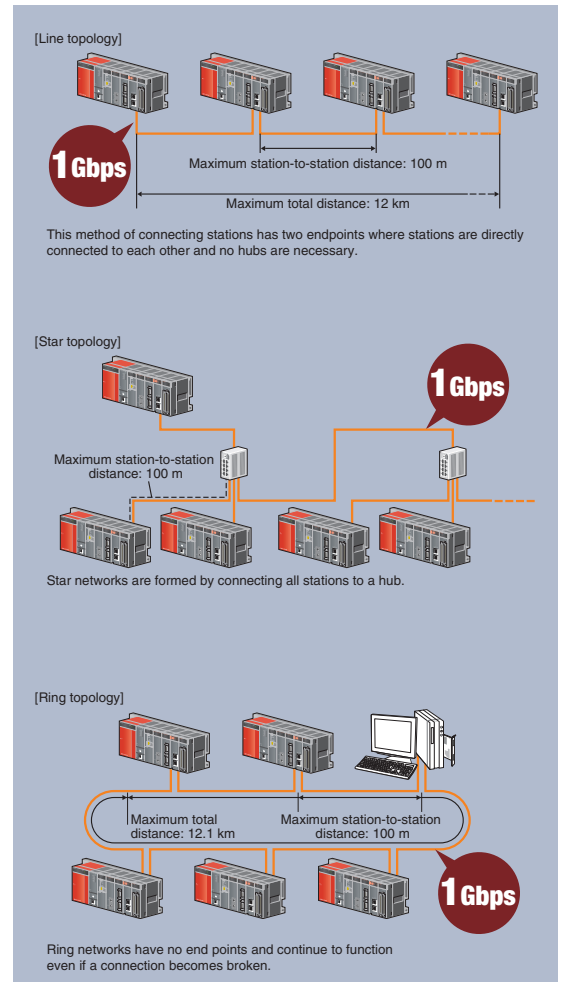 [Line topology]
1 Gbps
Maximum station-to-station distance: 100 m
Maximum total distance: 12 km
This method of connecting stations has two endpoints where stations are directly
connected to each other and no hubs are necessary.
[Star topology]
1 Gbps
Maximum station-to-station
distance: 100 m
Star networks are formed by connecting all stations to a hub.
[Ring topology]
Maximum total
distance: 12.1 km
Maximum station-to-station
distance: 100 m
1 Gbps
Ring networks have no end points and continue to function
even if a connection becomes broken.